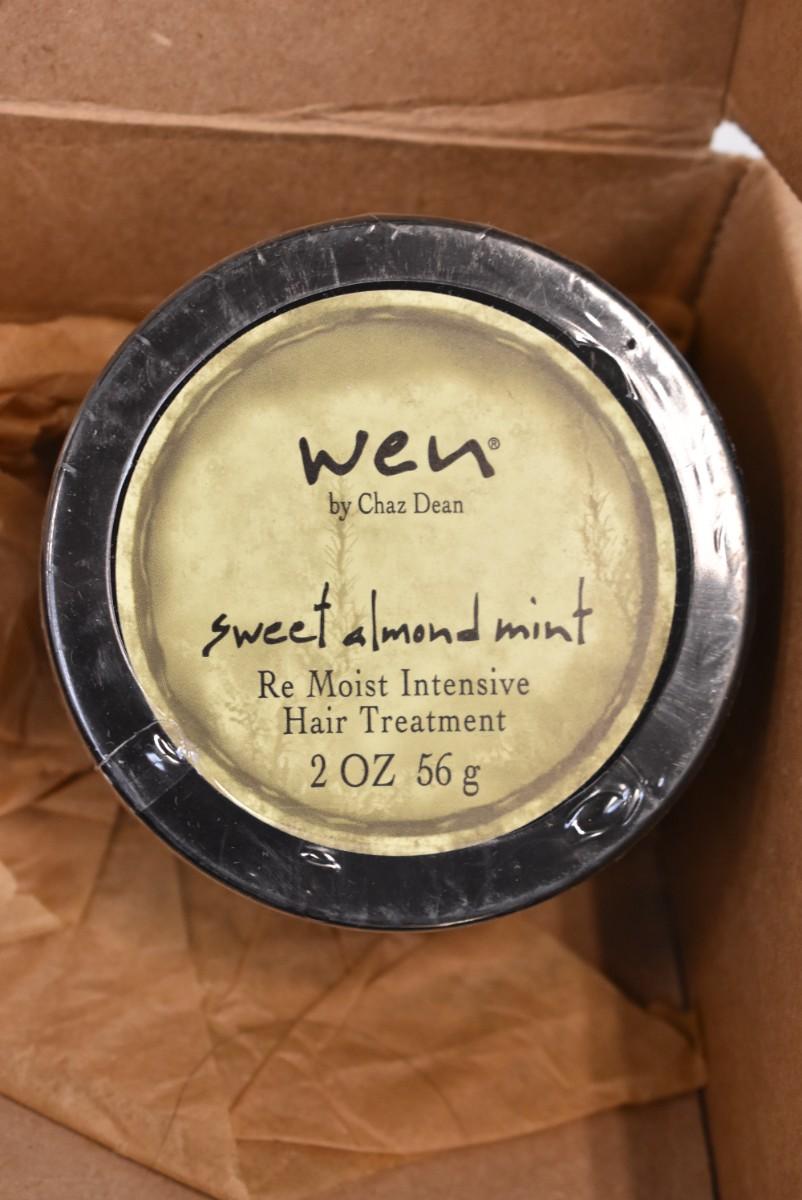 wen®
by Chaz Dean
sweet almond mint
Re Moist Intensive
Hair Treatment
2 OZ 56 g